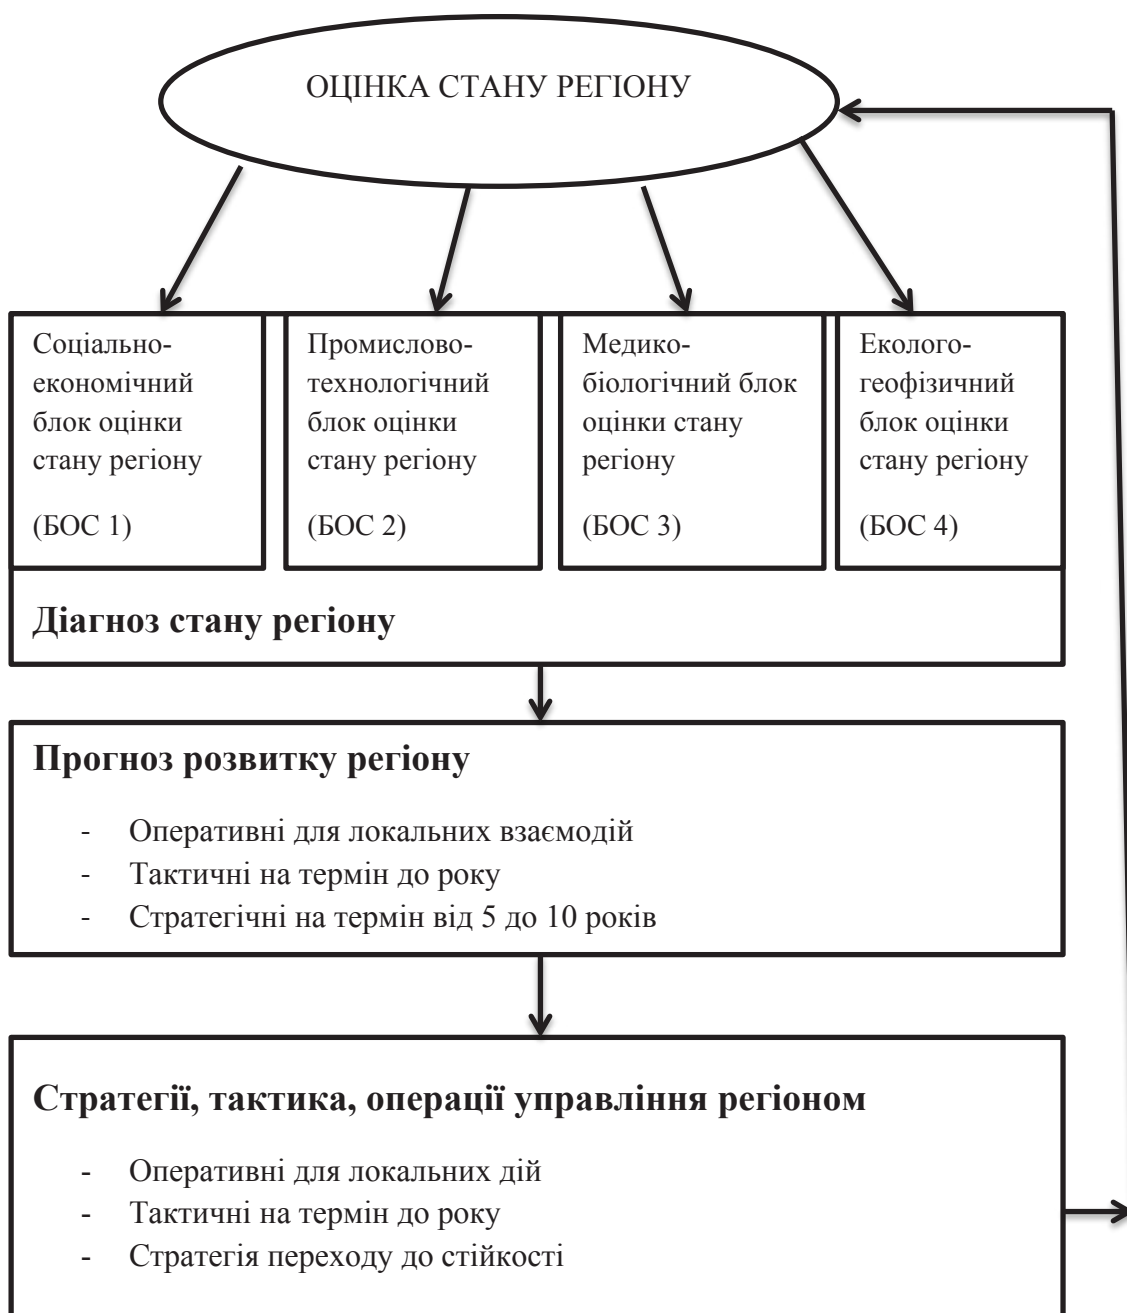 ОЦІНКА СТАНУ РЕГІОНУ
Соціально-
економічний
блок оцінки
стану регіону
(БОС 1)
Промислово-
технологічний
блок оцінки
стану регіону
(БОС 2)
Медико-
біологічний блок
оцінки стану
регіону
(БОС 3)
Еколого-
геофізичний
блок оцінки
стану регіону
(БОС 4)
Діагноз стану регіону
Прогноз розвитку регіону
- Оперативні для локальних взаємодій
- Тактичні на термін до року
- Стратегічні на термін від 5 до 10 років
Стратегії, тактика, операції управління регіоном
- Оперативні для локальних дій
- Тактичні на термін до року
- Стратегія переходу до стійкості